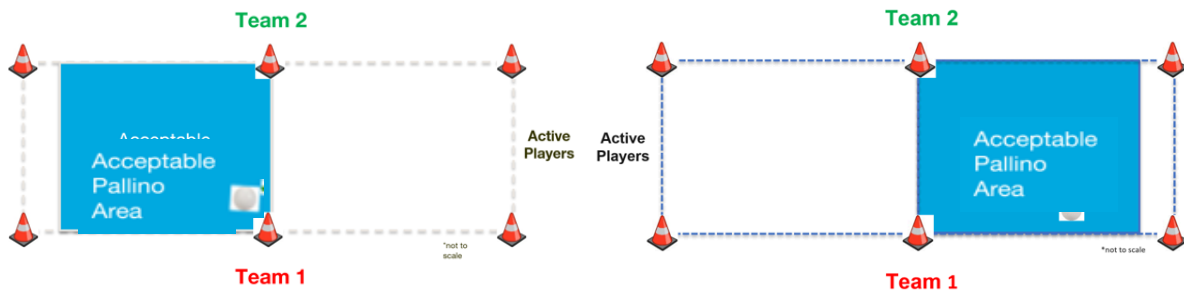 Team 2
Acceptable
Acceptable
Pallino
Area
Active
Players
*not to
scale
Team 1
Team 2
Active
Players
Acceptable
Pallino
Area
*not to scale
Team 1